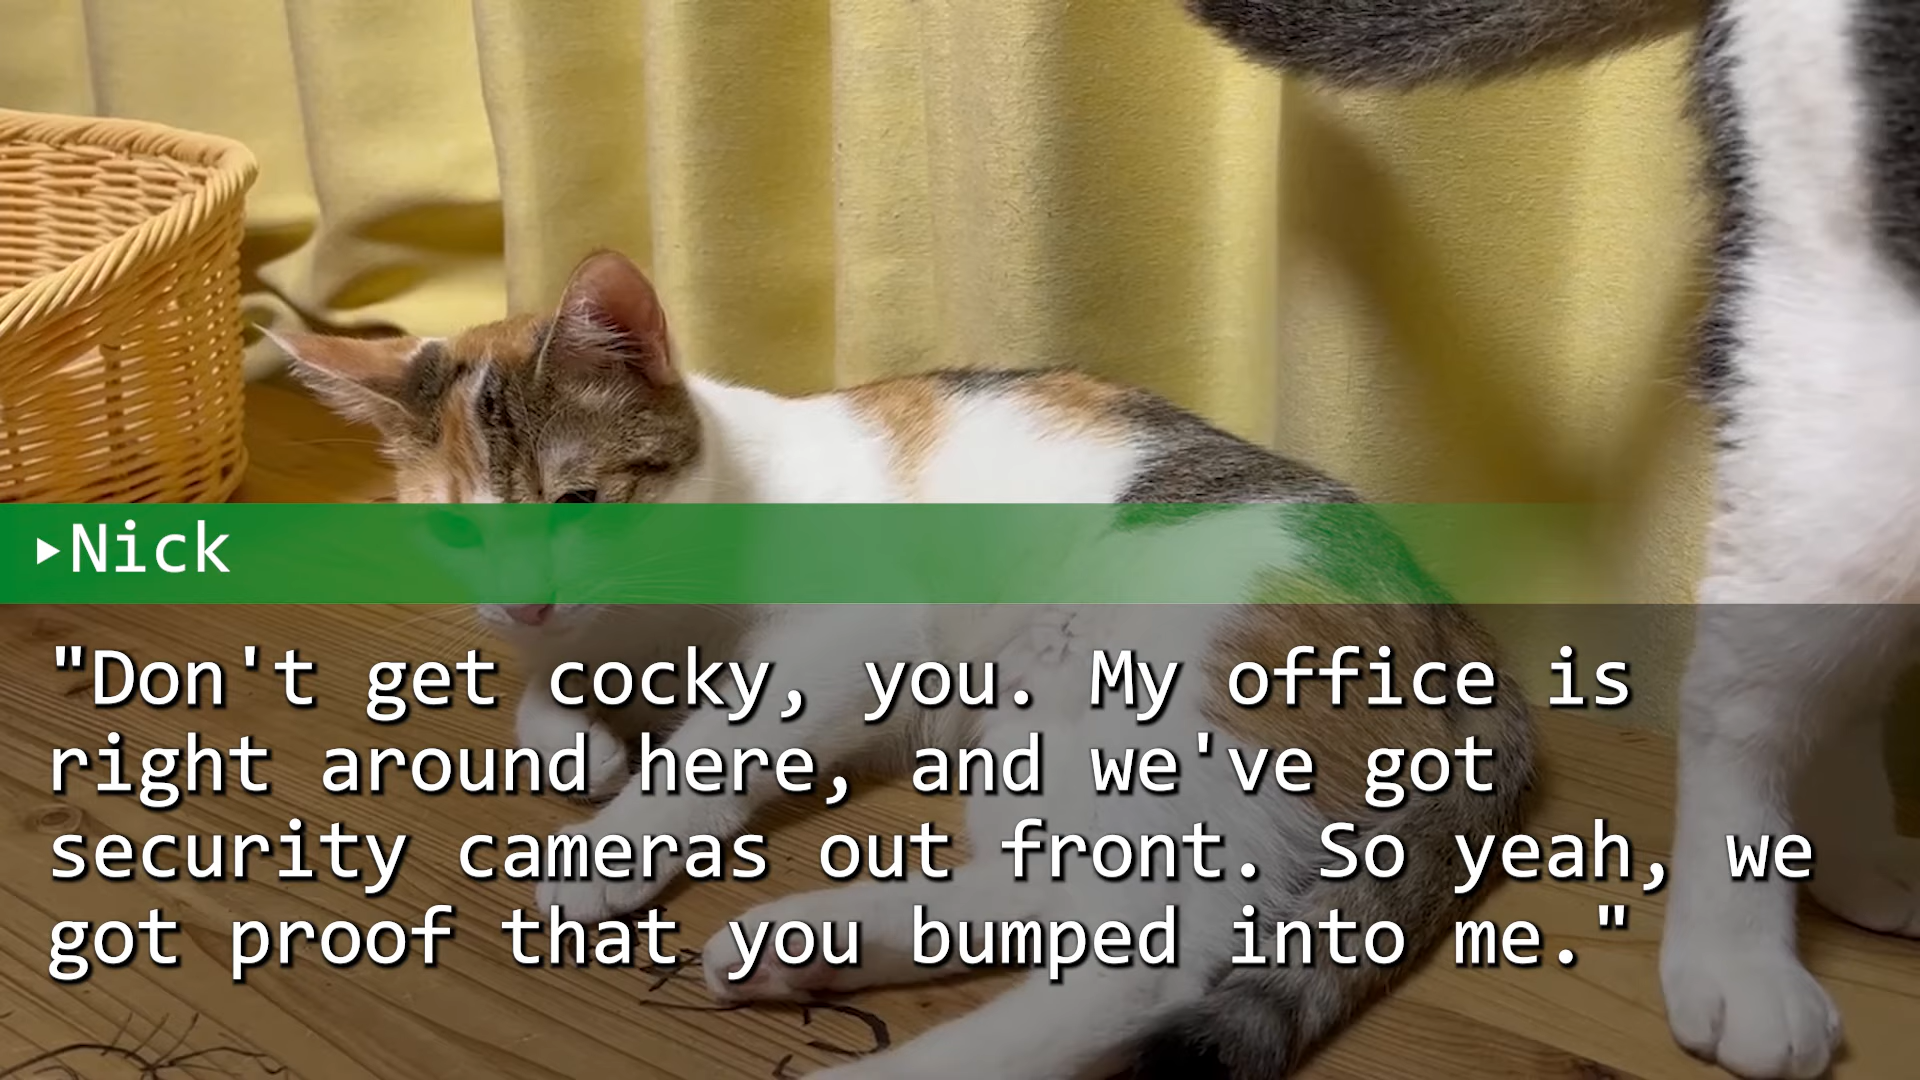 ▶Nick
"Don't get cocky, you. My office is
right around here, and we've got
security cameras out front. So yeah, we
got proof that you bumped into me."